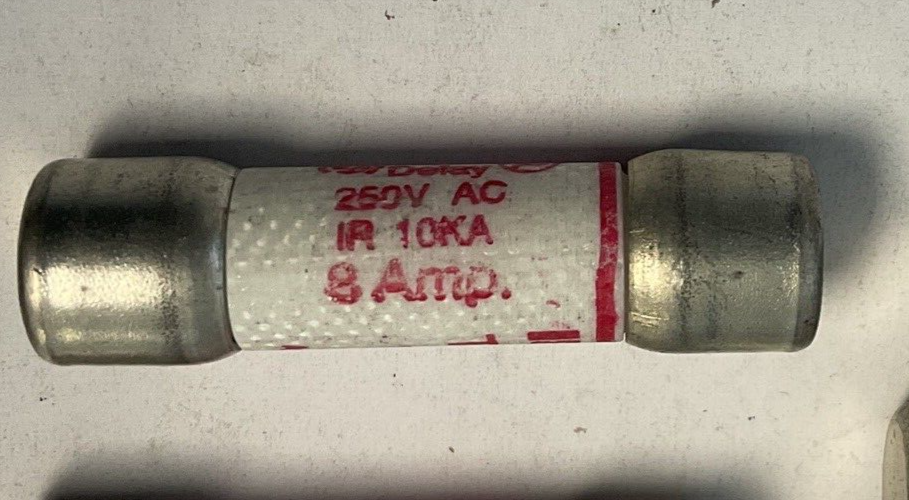 Delay
250V AC
IR 10KA
8 Amp.